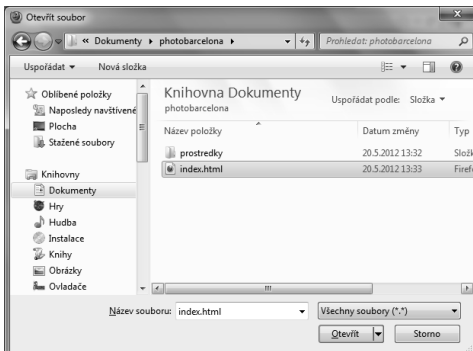 Otevřít soubor
« Dokumenty ▸ photobarcelona ▸
Prohledat: photobarcelona
Uspořádat ▾ Nová složka
Oblíbené položky
Naposledy navštívené
Plocha
Stažené soubory
Knihovny
Dokumenty
Hry
Hudba
Instalace
Knihy
Obrázky
Ovladače
Knihovna Dokumenty
photobarcelona
Uspořádat podle: Složka ▾
Název položky Datum změny Typ
prostredky 20.5.2012 13:32 Slož
index.html 20.5.2012 13:33 Firef
Název souboru: index.html
Všechny soubory (*.*)
Otevřít Storno